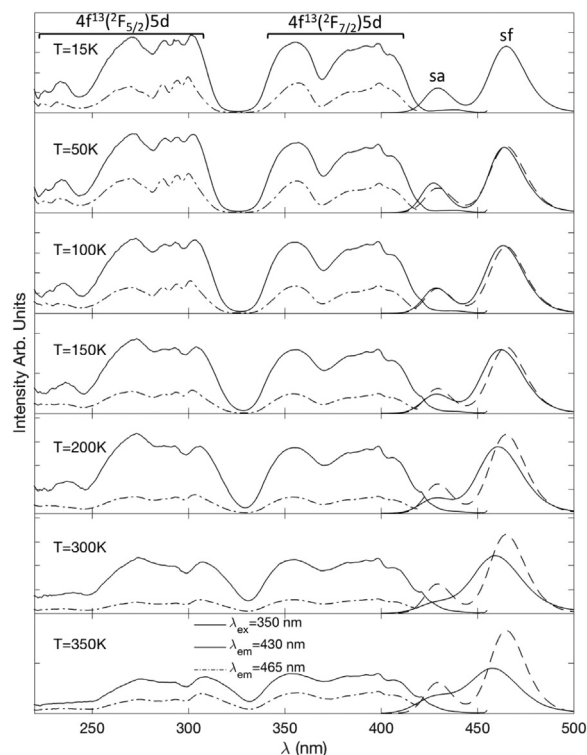 4f¹³(²F₅/₂)5d
4f¹³(²F₇/₂)5d
sa
sf
T=15K
T=50K
T=100K
T=150K
T=200K
T=300K
T=350K
λex=350 nm
λem=430 nm
λem=465 nm
Intensity Arb. Units
250 300 350 400 450 500
λ (nm)